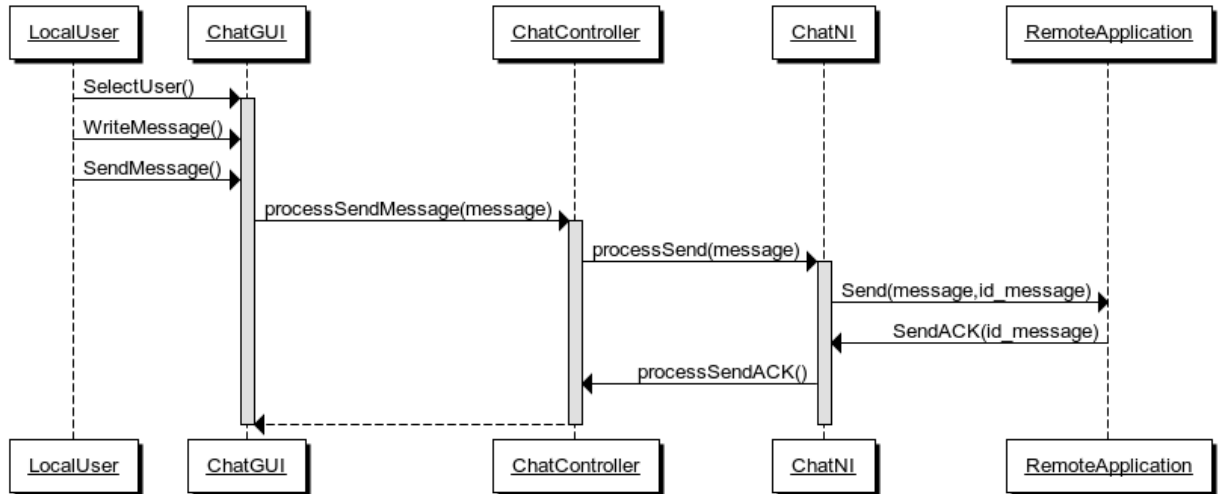 LocalUser
ChatGUI
ChatController
ChatNI
RemoteApplication
SelectUser()
WriteMessage()
SendMessage()
processSendMessage(message)
processSend(message)
Send(message,id_message)
SendACK(id_message)
processSendACK()
LocalUser
ChatGUI
ChatController
ChatNI
RemoteApplication